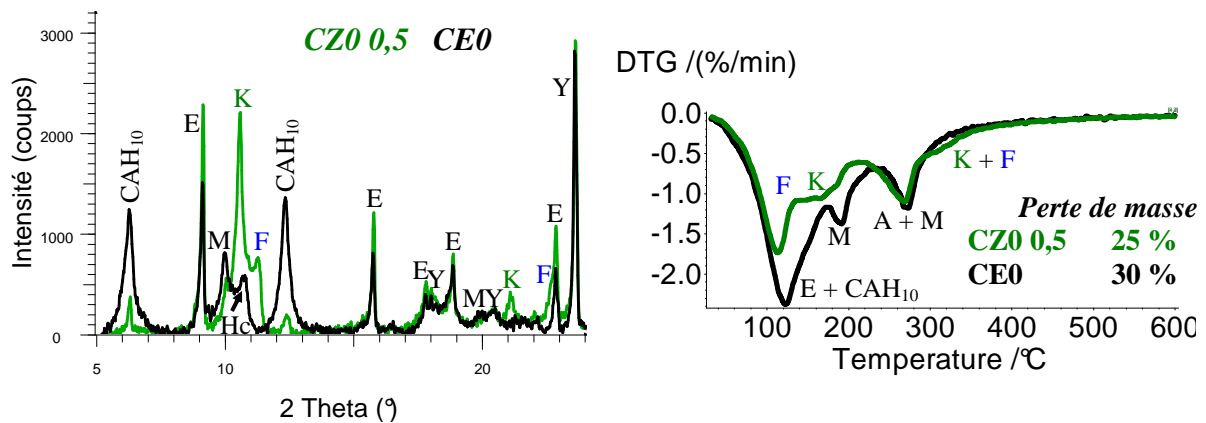 CZ0 0,5 CE0
Intensité (coups)
3000
2000
1000
0
CAH10
E
M
K
F
Hc
CAH10
E
E
Y
E
M
Y
K
F
E
Y
5
10
20
2 Theta (°)
DTG /(%/min)
0.0
-0.5
-1.0
-1.5
-2.0
F
K
K + F
M
A + M
E + CAH10
Perte de masse
CZ0 0,5 25 %
CE0 30 %
100
200
300
400
500
600
Temperature /°C